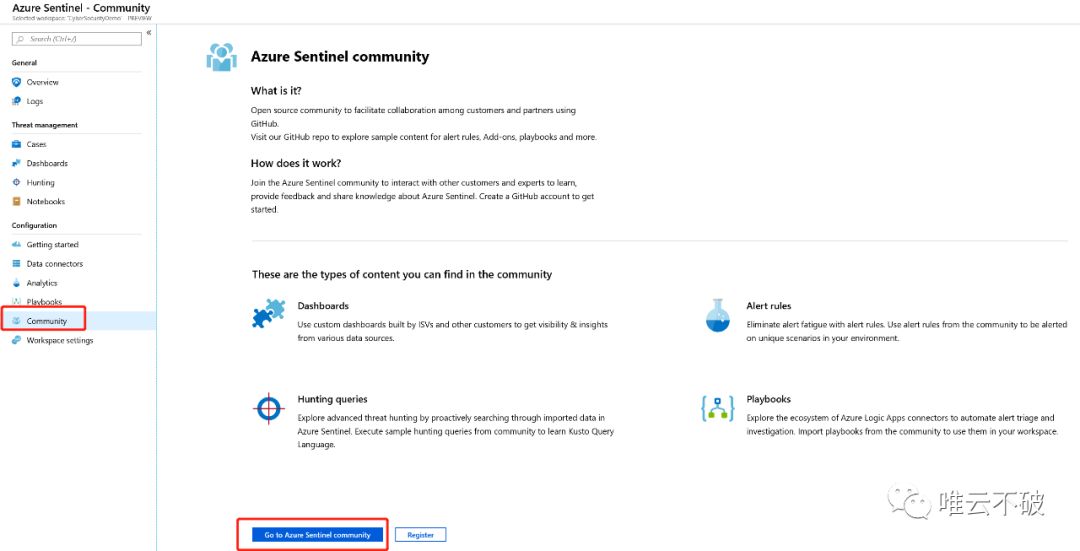 Azure Sentinel - Community
Selected workspace: 'CyberSecurityDemo' PREVIEW
Search (Ctrl+/)
«
General
Overview
Logs
Threat management
Cases
Dashboards
Hunting
Notebooks
Configuration
Getting started
Data connectors
Analytics
Playbooks
Community
Workspace settings
Azure Sentinel community
What is it?
Open source community to facilitate collaboration among customers and partners using
GitHub.
Visit our GitHub repo to explore sample content for alert rules, Add-ons, playbooks and more.
How does it work?
Join the Azure Sentinel community to interact with other customers and experts to learn,
provide feedback and share knowledge about Azure Sentinel. Create a GitHub account to get
started.
These are the types of content you can find in the community
Dashboards
Use custom dashboards built by ISVs and other customers to get visibility & insights
from various data sources.
Alert rules
Eliminate alert fatigue with alert rules. Use alert rules from the community to be alerted
on unique scenarios in your environment.
Hunting queries
Explore advanced threat hunting by proactively searching through imported data in
Azure Sentinel. Execute sample hunting queries from community to learn Kusto Query
Language.
Playbooks
Explore the ecosystem of Azure Logic Apps connectors to automate alert triage and
investigation. Import playbooks from the community to use them in your workspace.
Go to Azure Sentinel community
Register
唯云不破